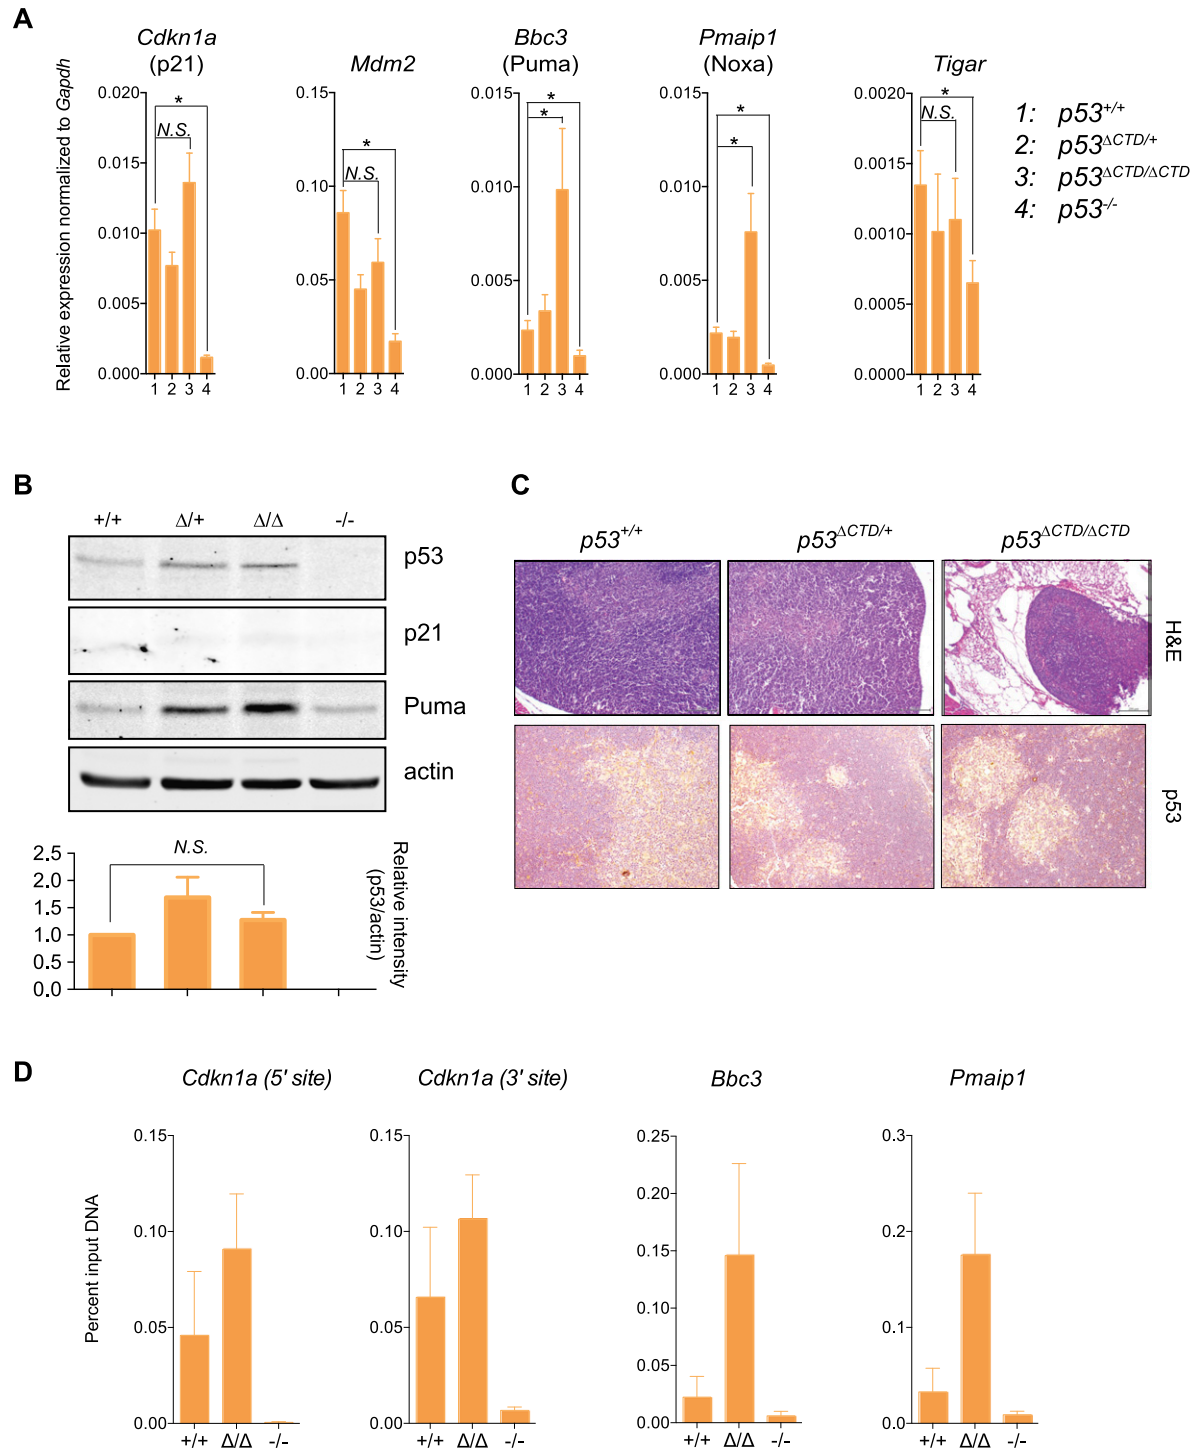 A
Cdkn1a
(p21)
Mdm2
Bbc3
(Puma)
Pmaip1
(Noxa)
Tigar
Relative expression normalized to Gapdh
0.020
0.015
0.010
0.005
0.000
*
N.S.
1 2 3 4
0.15
0.10
0.05
0.00
*
N.S.
1 2 3 4
0.015
0.010
0.005
0.000
*
*
1 2 3 4
0.015
0.010
0.005
0.000
*
*
1 2 3 4
0.0020
0.0015
0.0010
0.0005
0.0000
*
N.S.
1 2 3 4
1: p53+/+
2: p53ΔCTD/+
3: p53ΔCTD/ΔCTD
4: p53-/-
B
+/+ Δ/+ Δ/Δ -/-
p53
p21
Puma
actin
2.5
2.0
1.5
1.0
0.5
0.0
N.S.
Relative intensity
(p53/actin)
C
p53+/+ p53ΔCTD/+ p53ΔCTD/ΔCTD
H&E
p53
D
Cdkn1a (5' site)
Cdkn1a (3' site)
Bbc3
Pmaip1
Percent input DNA
0.15
0.10
0.05
0.00
+/+ Δ/Δ -/-
0.15
0.10
0.05
0.00
+/+ Δ/Δ -/-
0.25
0.20
0.15
0.10
0.05
0.00
+/+ Δ/Δ -/-
0.3
0.2
0.1
0.0
+/+ Δ/Δ -/-